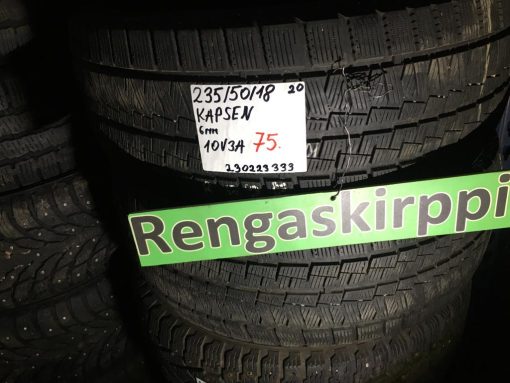 235/50/18 20
KAPSEN
6mm
10V3A 75.
230223333
Rengaskirppi